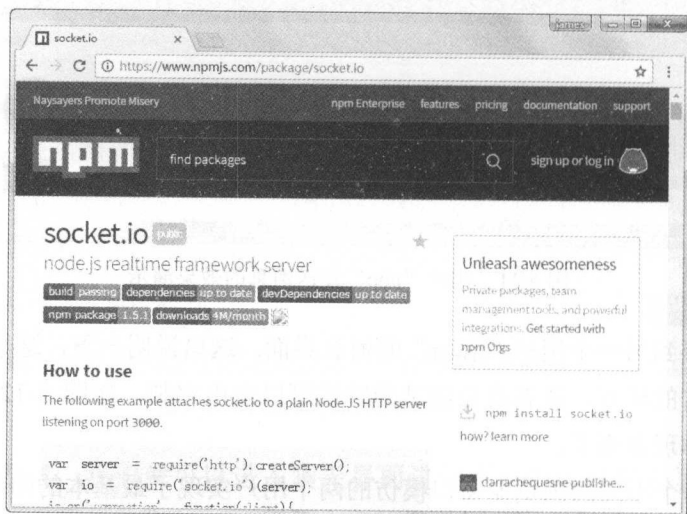 james
socket.io
https://www.npmjs.com/package/socket.io
Naysayers Promote Misery npm Enterprise features pricing documentation support
npm find packages sign up or log in
socket.io public
node.js realtime framework server
build passing dependencies up to date devDependencies up to date
npm package 1.5.1 downloads 4M/month
Unleash awesomeness
Private packages, team
management tools, and powerful
integrations. Get started with
npm Orgs
How to use
The following example attaches socket.io to a plain Node.JS HTTP server
listening on port 3000.
var server = require('http').createServer();
var io = require('socket.io')(server);
io.on('connection', function(client){
npm install socket.io
how? learn more
darrachequesne publishe...